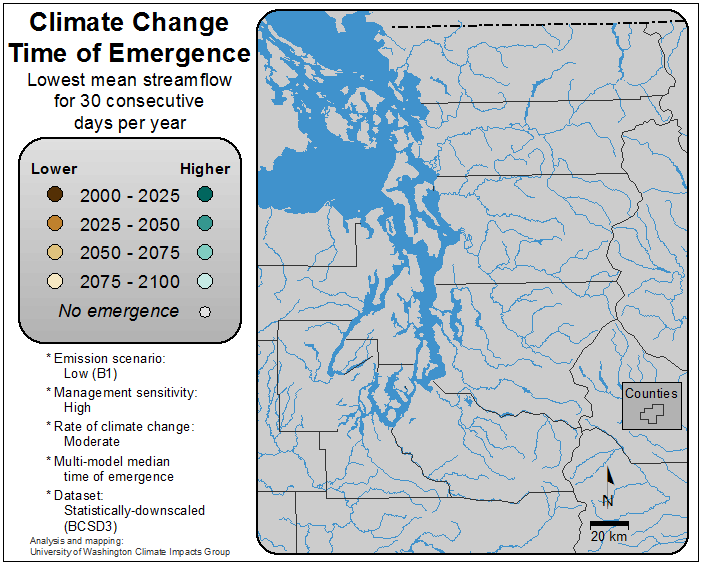 Climate Change
Time of Emergence
Lowest mean streamflow
for 30 consecutive
days per year
Lower Higher
2000 - 2025
2025 - 2050
2050 - 2075
2075 - 2100
No emergence
* Emission scenario:
Low (B1)
* Management sensitivity:
High
* Rate of climate change:
Moderate
* Multi-model median
time of emergence
* Dataset:
Statistically-downscaled
(BCSD3)
Analysis and mapping:
University of Washington Climate Impacts Group
Counties
N
20 km